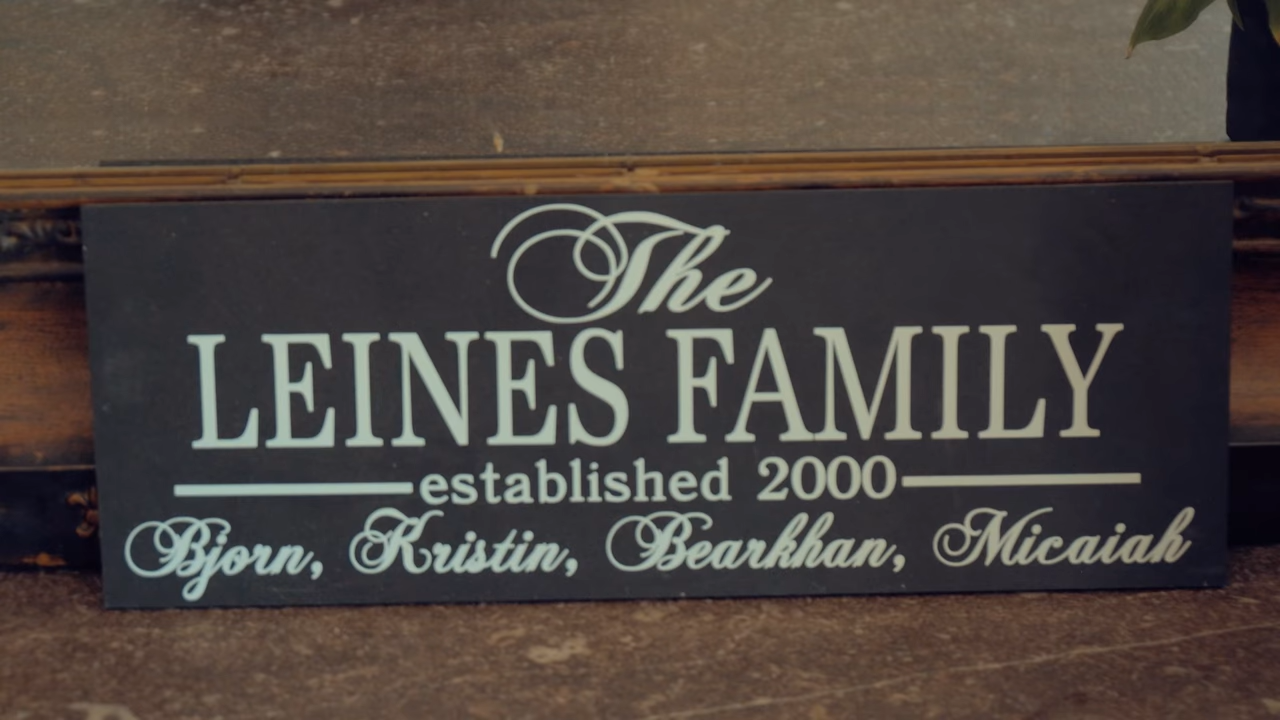 The
LEINES FAMILY
established 2000
Bjorn, Kristin, Bearkhan, Micaiah